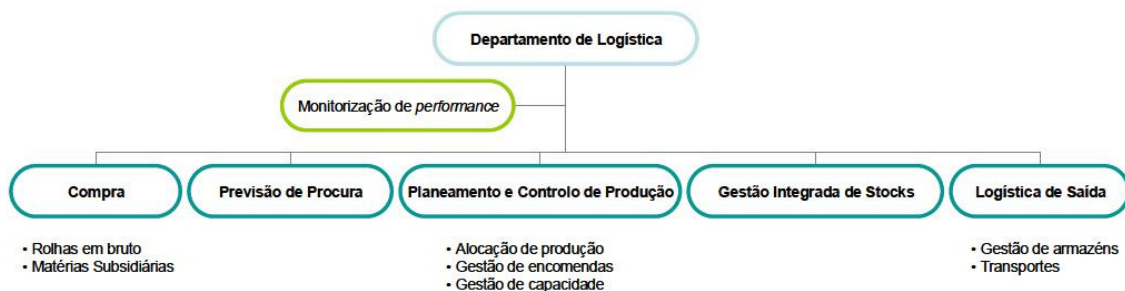 Departamento de Logística
Monitorização de performance
Compra
Previsão de Procura
Planeamento e Controlo de Produção
Gestão Integrada de Stocks
Logística de Saída
• Rolhas em bruto
• Matérias Subsidiárias
• Alocação de produção
• Gestão de encomendas
• Gestão de capacidade
• Gestão de armazéns
• Transportes